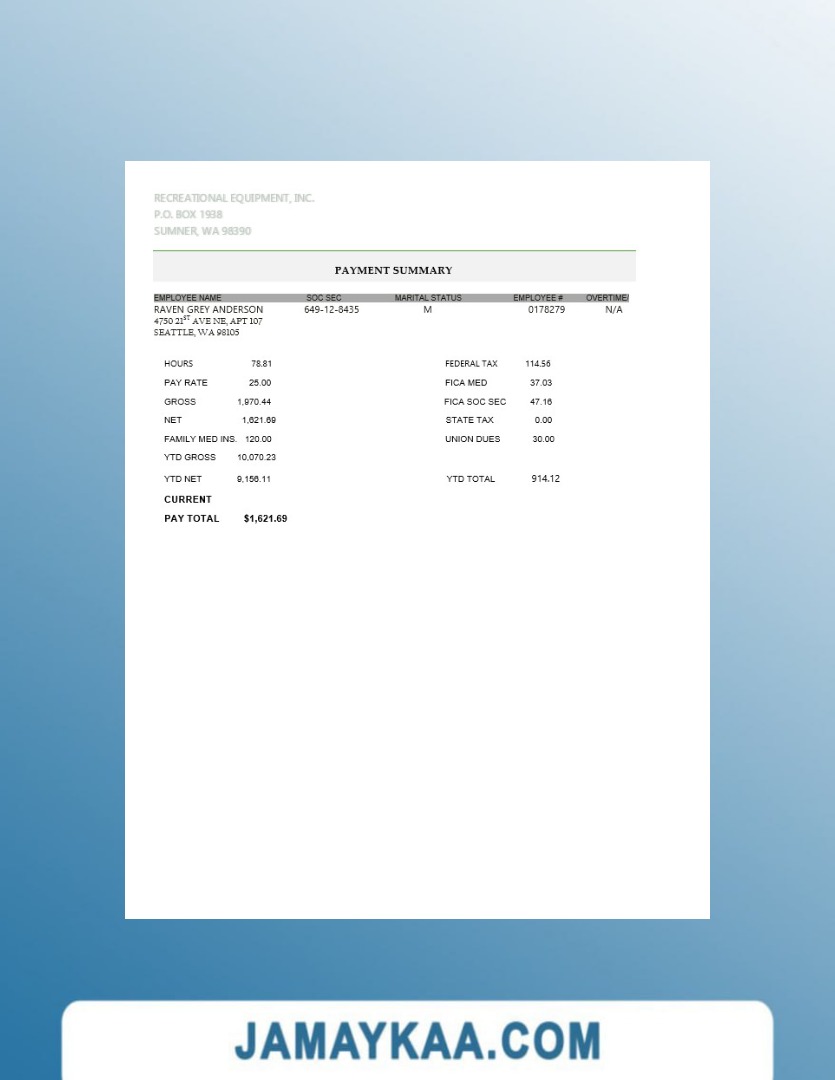 RECREATIONAL EQUIPMENT, INC.
P.O. BOX 1938
SUMNER, WA 98390
PAYMENT SUMMARY
EMPLOYEE NAME SOC SEC MARITAL STATUS EMPLOYEE # OVERTIME/
RAVEN GREY ANDERSON 649-12-8435 M 0178279 N/A
4750 21ST AVE NE, APT 107
SEATTLE, WA 98105
HOURS 78.81 FEDERAL TAX 114.56
PAY RATE 25.00 FICA MED 37.03
GROSS 1,970.44 FICA SOC SEC 47.16
NET 1,621.69 STATE TAX 0.00
FAMILY MED INS. 120.00 UNION DUES 30.00
YTD GROSS 10,070.23
YTD NET 9,156.11 YTD TOTAL 914.12
CURRENT
PAY TOTAL $1,621.69
JAMAYKAA.COM